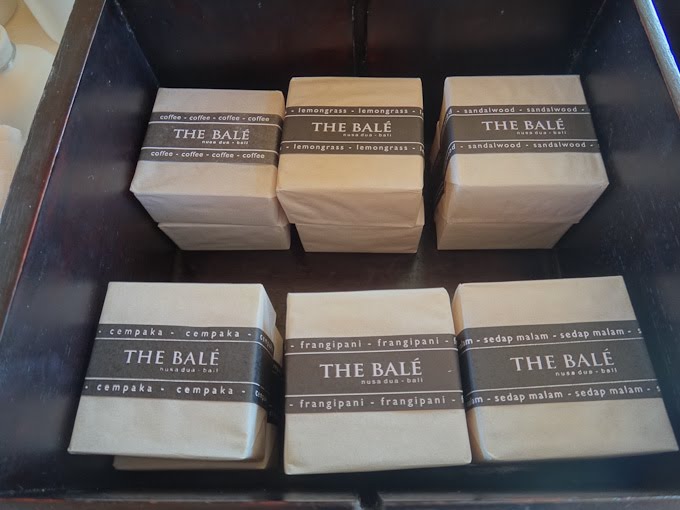 coffee - coffee - coffee - coffee
THE BALÉ
nusa dua - bali
coffee - coffee - coffee - coffee
- lemongrass - lemongrass -
THE BALÉ
nusa dua - bali
- lemongrass - lemongrass -
- sandalwood - sandalwood -
THE BALÉ
nusa dua - bali
- sandalwood - sandalwood -
- cempaka - cempaka -
THE BALÉ
nusa dua - bali
- cempaka - cempaka -
- frangipani - frangipani -
THE BALÉ
nusa dua - bali
- frangipani - frangipani -
- sedap malam - sedap malam -
THE BALÉ
nusa dua - bali
- sedap malam - sedap malam -